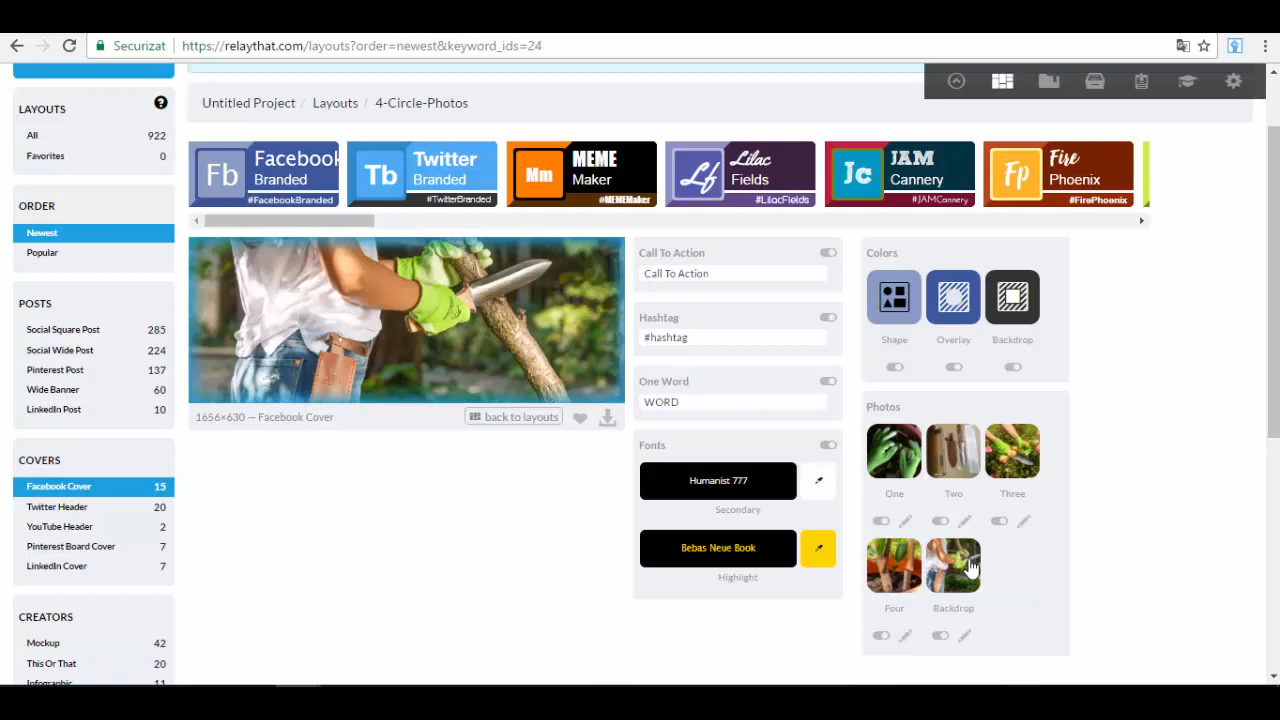 Securizat
https://relaythat.com/layouts?order=newest&keyword_ids=24
LAYOUTS
?
All 922
Favorites 0
ORDER
Newest
Popular
POSTS
Social Square Post 285
Social Wide Post 224
Pinterest Post 137
Wide Banner 60
LinkedIn Post 10
COVERS
Facebook Cover 15
Twitter Header 20
YouTube Header 2
Pinterest Board Cover 7
LinkedIn Cover 7
CREATORS
Mockup 42
This Or That 20
Infographic 11
Untitled Project / Layouts / 4-Circle-Photos
Fb Facebook
Branded
#FacebookBranded
Tb Twitter
Branded
#TwitterBranded
Mm MEME
Maker
#MEMEMaker
Lf Lilac
Fields
#LilacFields
Jc JAM
Cannery
#JAMCannery
Fp Fire
Phoenix
#FirePhoenix
1656×630 — Facebook Cover
back to layouts
Call To Action
Call To Action
Hashtag
#hashtag
One Word
WORD
Fonts
Humanist 777
Secondary
Bebas Neue Book
Highlight
Colors
Shape Overlay Backdrop
Photos
One Two Three
Four Backdrop